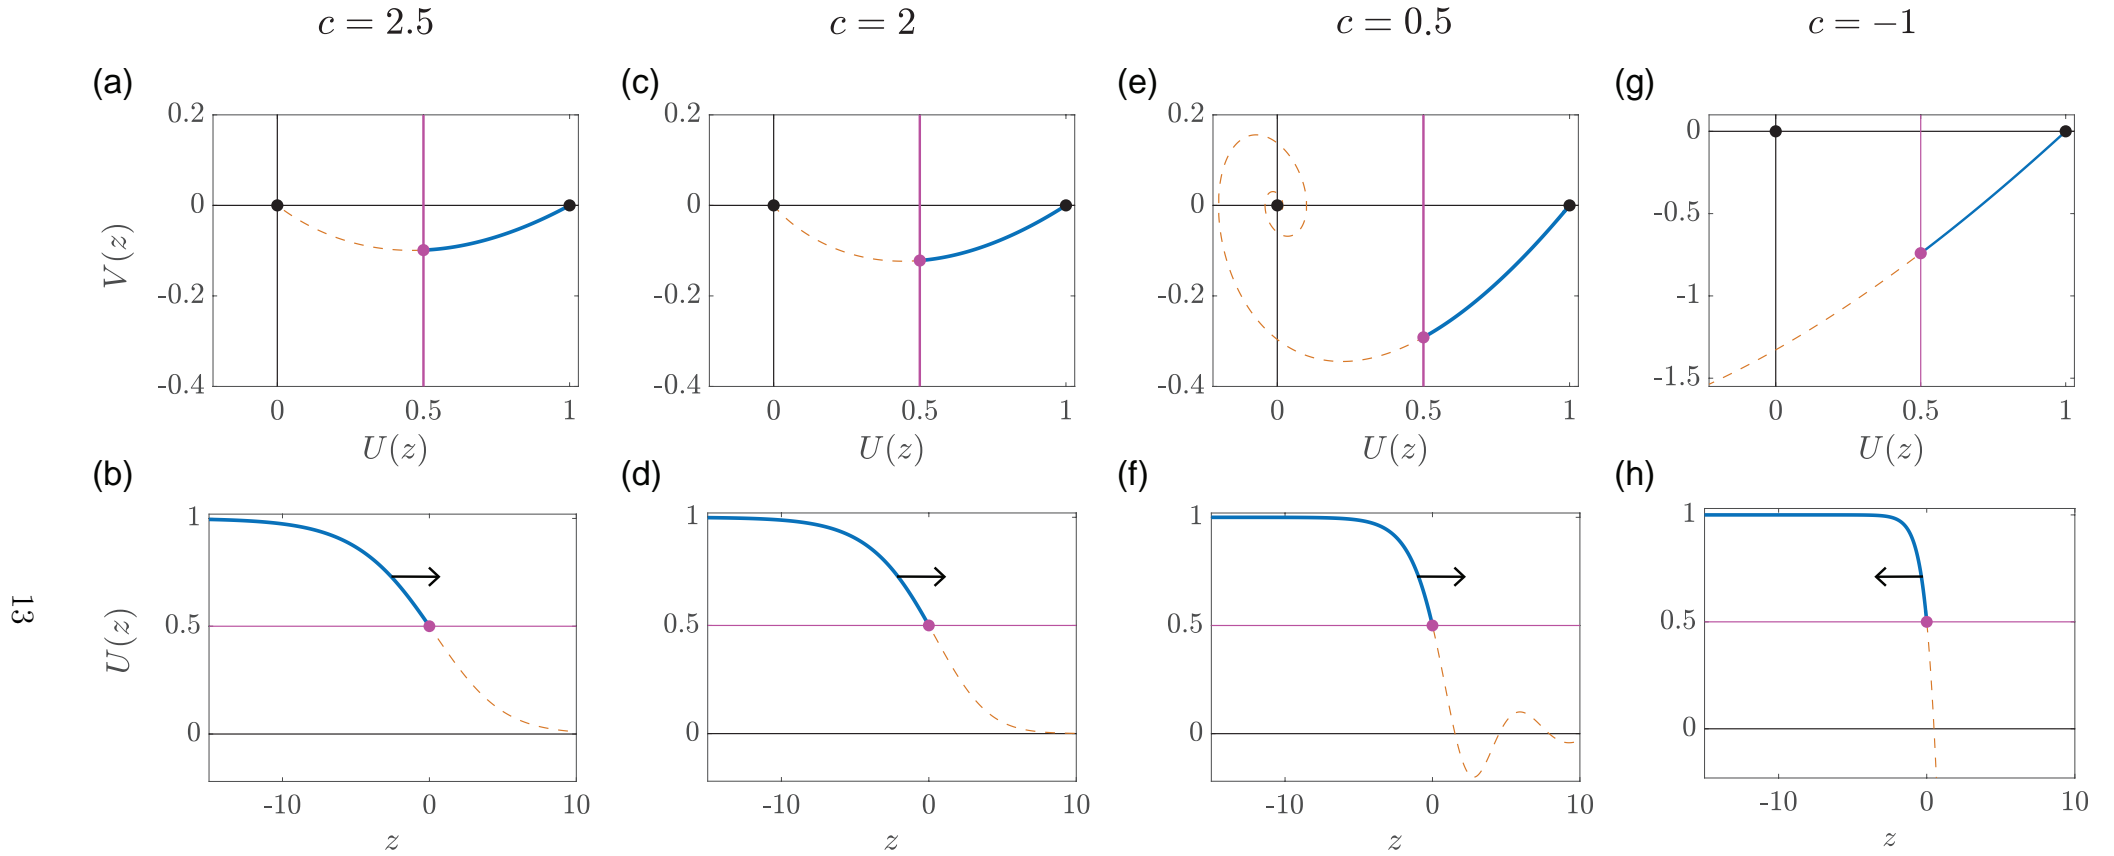 c = 2.5
c = 2
c = 0.5
c = −1
(a)
(c)
(e)
(g)
0.2
0
-0.2
-0.4
V(z)
0 0.5 1
U(z)
0.2
0
-0.2
-0.4
0 0.5 1
U(z)
0.2
0
-0.2
-0.4
0 0.5 1
U(z)
0
-0.5
-1
-1.5
0 0.5 1
U(z)
(b)
(d)
(f)
(h)
1
0.5
0
U(z)
-10 0 10
z
1
0.5
0
-10 0 10
z
1
0.5
0
-10 0 10
z
1
0.5
0
-10 0 10
z
13